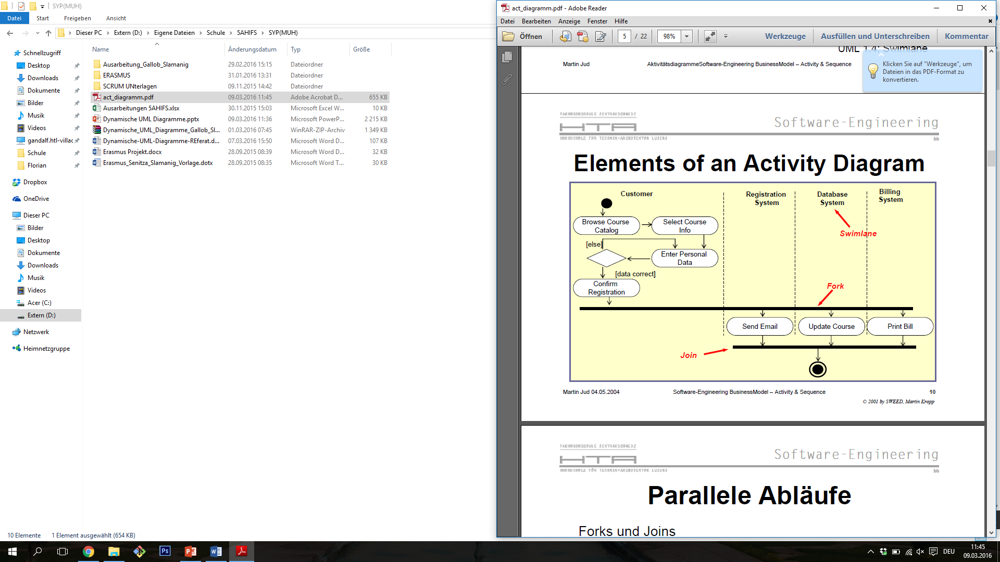 SYP(MUH)
Datei Start Freigeben Ansicht
Dieser PC Extern (D:) Eigene Dateien Schule 5AHIFS SYP(MUH)
Schnellzugriff
Desktop
Downloads
Dokumente
Bilder
Musik
Videos
gandalf.htl-villac
Schule
Florian
Dropbox
OneDrive
Dieser PC
Bilder
Desktop
Dokumente
Downloads
Musik
Videos
Acer (C:)
Extern (D:)
Netzwerk
Heimnetzgruppe
Name Änderungsdatum Typ Größe
Ausarbeitung_Gallob_Slamanig 29.02.2016 15:15 Dateiordner
ERASMUS 31.01.2016 13:31 Dateiordner
SCRUM UNterlagen 09.11.2015 14:42 Dateiordner
act_diagramm.pdf 09.03.2016 11:45 Adobe Acrobat D... 655 KB
Ausarbeitungen 5AHIFS.xlsx 30.11.2015 15:03 Microsoft Excel W... 10 KB
Dynamische UML Diagramme.pptx 09.03.2016 11:36 Microsoft PowerP... 2 215 KB
Dynamische_UML_Diagramme_Gallob_Sl... 01.03.2016 07:45 WinRAR-ZIP-Archiv 1 349 KB
Dynamische-UML-Diagramme-REferat.d... 07.03.2016 15:50 Microsoft Word D... 107 KB
Erasmus Projekt.docx 28.09.2015 08:39 Microsoft Word D... 32 KB
Erasmus_Senitza_Slamanig_Vorlage.dotx 28.09.2015 08:35 Microsoft Word T... 30 KB
10 Elemente 1 Element ausgewählt (654 KB)
act_diagramm.pdf - Adobe Reader
Datei Bearbeiten Anzeige Fenster Hilfe
Öffnen 5 / 22 98% Werkzeuge Ausfüllen und Unterschreiben Kommentar
UML 1.4: Swimlane
Martin Jud AktivitätsdiagrammeSoftware-Engineering BusinessModel – Activity & Sequence
Klicken Sie auf "Werkzeuge", um
Dateien in das PDF-Format zu
konvertieren.
FACHHOCHSCHULE ZENTRALSCHWEIZ
HTA
Software-Engineering
HOCHSCHULE FÜR TECHNIK+ARCHITEKTUR LUZERN
bb
Elements of an Activity Diagram
Customer
Registration
System
Database
System
Billing
System
Browse Course
Catalog
Select Course
Info
Swimlane
[else]
Enter Personal
Data
[data correct]
Confirm
Registration
Fork
Send Email
Update Course
Print Bill
Join
Martin Jud 04.05.2004 Software-Engineering BusinessModel – Activity & Sequence 10
© 2001 by SWEED, Martin Kropp
FACHHOCHSCHULE ZENTRALSCHWEIZ
HTA
Software-Engineering
HOCHSCHULE FÜR TECHNIK+ARCHITEKTUR LUZERN
bb
Parallele Abläufe
Forks und Joins
Ps
DEU
11:45
09.03.2016